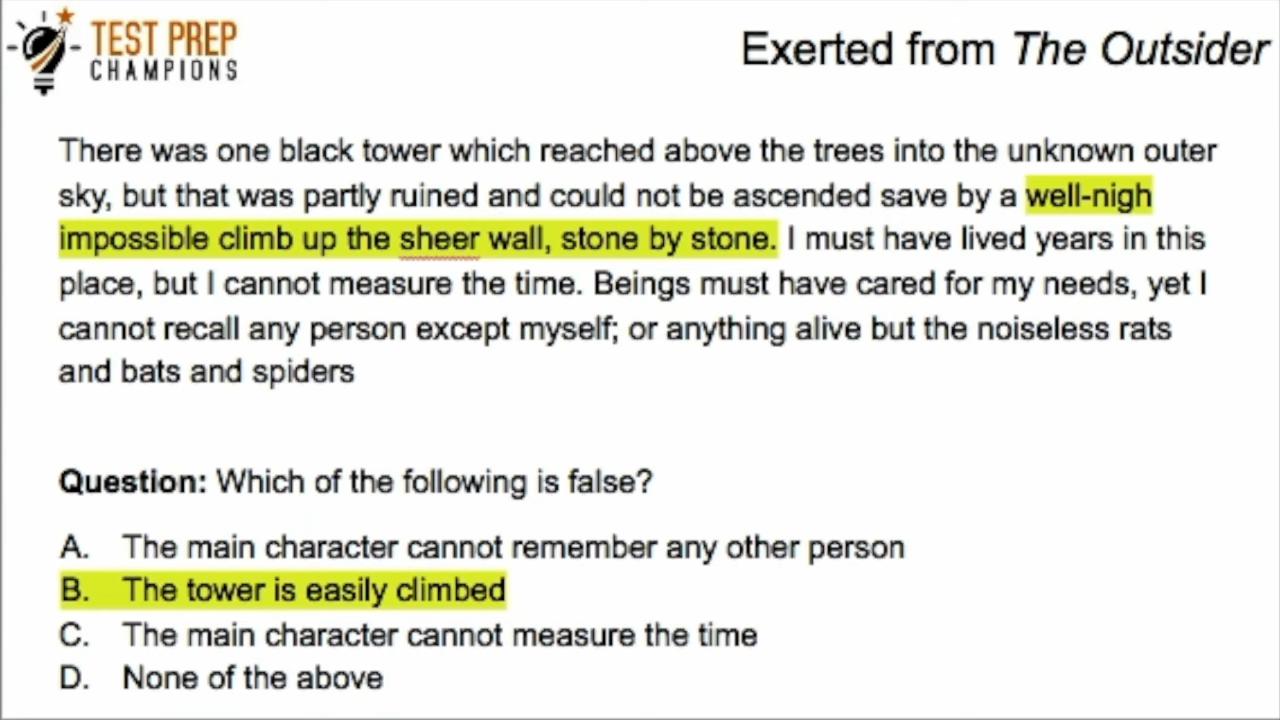 TEST PREP
CHAMPIONS
Exerted from The Outsider
There was one black tower which reached above the trees into the unknown outer
sky, but that was partly ruined and could not be ascended save by a well-nigh
impossible climb up the sheer wall, stone by stone. I must have lived years in this
place, but I cannot measure the time. Beings must have cared for my needs, yet I
cannot recall any person except myself; or anything alive but the noiseless rats
and bats and spiders
Question: Which of the following is false?
A. The main character cannot remember any other person
B. The tower is easily climbed
C. The main character cannot measure the time
D. None of the above